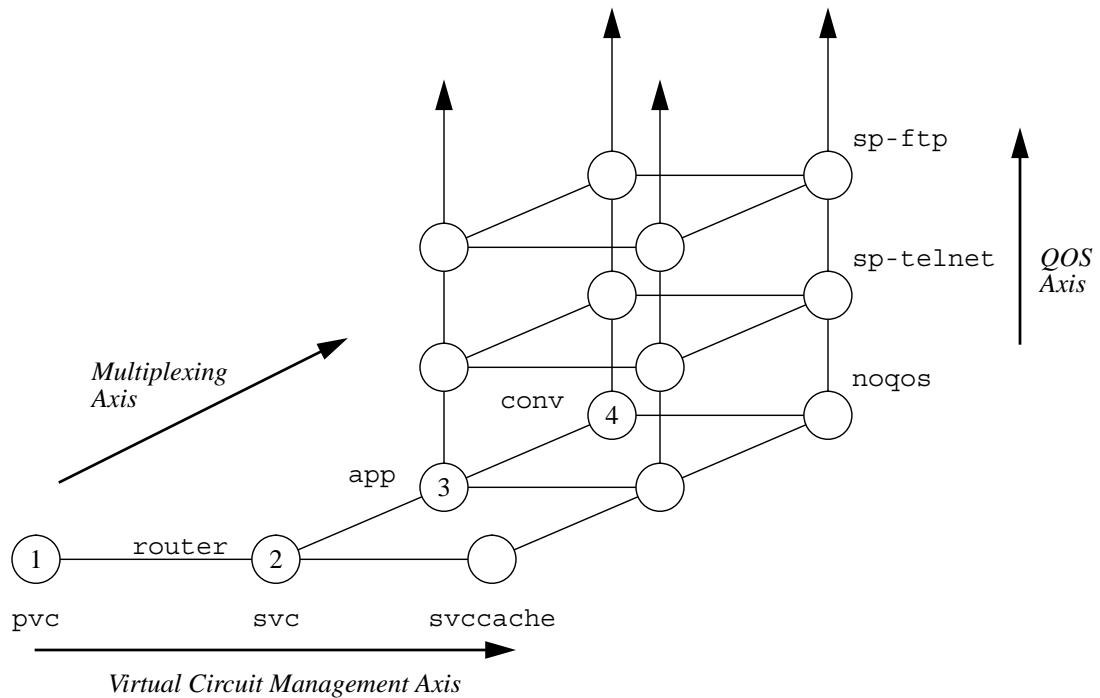 sp-ftp
sp-telnet
QOS
Axis
Multiplexing
Axis
noqos
conv
4
app
3
router
1
2
pvc
svc
svccache
Virtual Circuit Management Axis